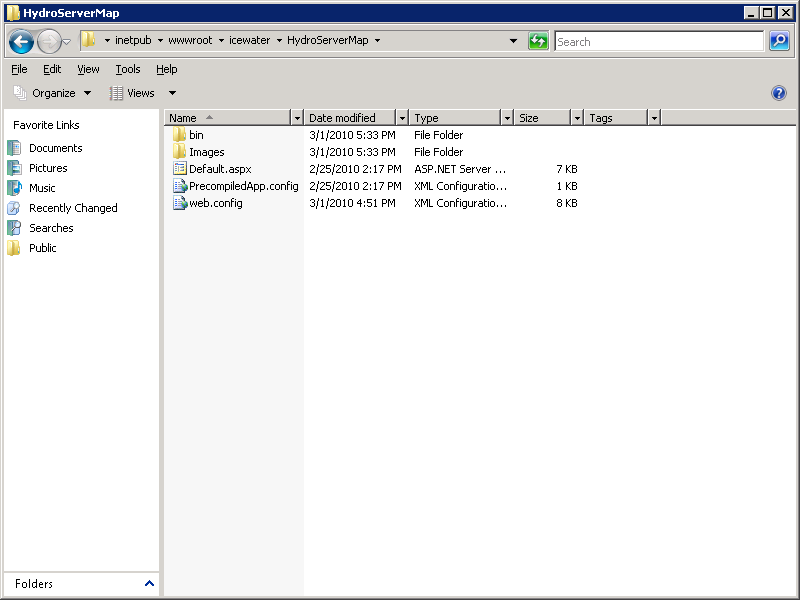 HydroServerMap
inetpub wwwroot icewater HydroServerMap Search
File Edit View Tools Help
Organize Views
Favorite Links
Documents
Pictures
Music
Recently Changed
Searches
Public
Folders
Name Date modified Type Size Tags
bin 3/1/2010 5:33 PM File Folder
Images 3/1/2010 5:33 PM File Folder
Default.aspx 2/25/2010 2:17 PM ASP.NET Server ... 7 KB
PrecompiledApp.config 2/25/2010 2:17 PM XML Configuratio... 1 KB
web.config 3/1/2010 4:51 PM XML Configuratio... 8 KB